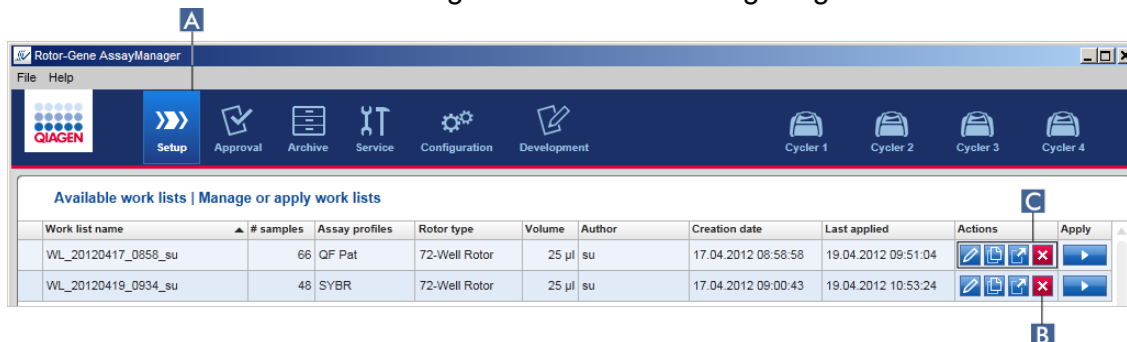 A
Rotor-Gene AssayManager
File Help
QIAGEN
Setup Approval Archive Service Configuration Development Cycler 1 Cycler 2 Cycler 3 Cycler 4
Available work lists | Manage or apply work lists
C
Work list name # samples Assay profiles Rotor type Volume Author Creation date Last applied Actions Apply
WL_20120417_0858_su 66 QF Pat 72-Well Rotor 25 µl su 17.04.2012 08:58:58 19.04.2012 09:51:04
WL_20120419_0934_su 48 SYBR 72-Well Rotor 25 µl su 17.04.2012 09:00:43 19.04.2012 10:53:24
B